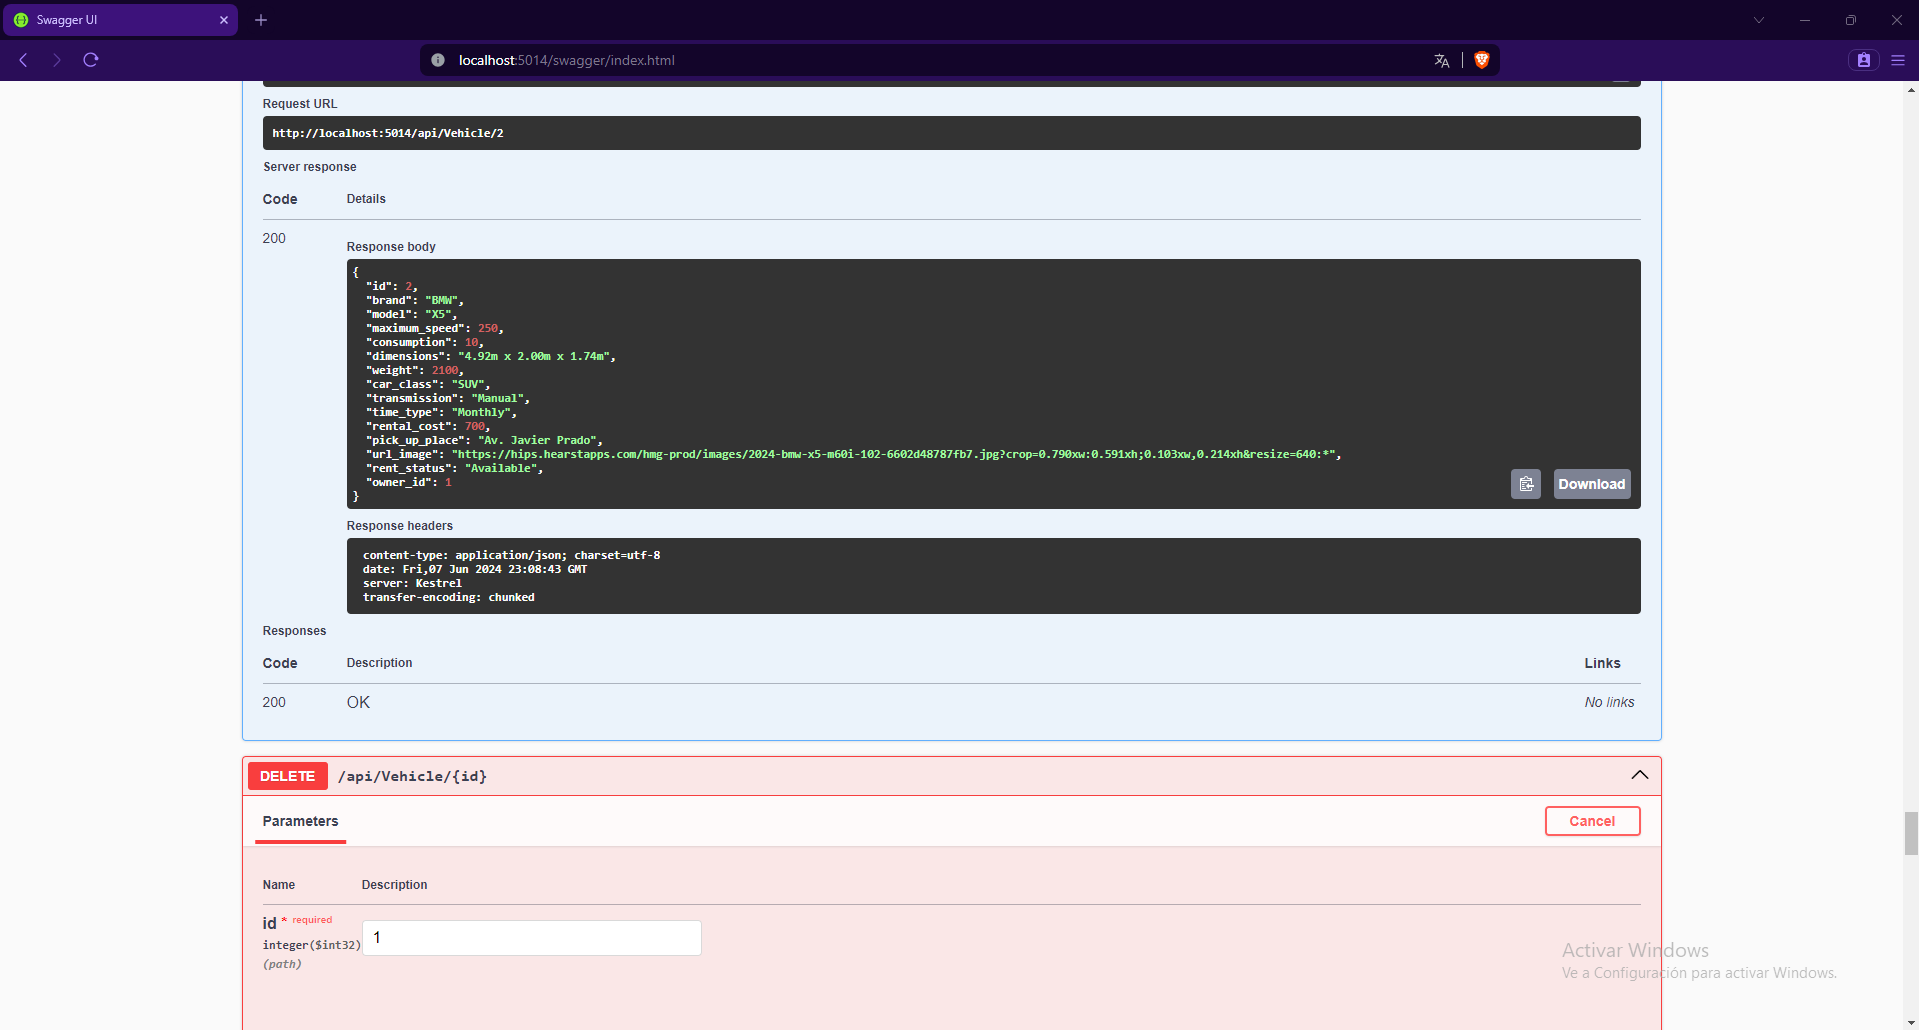 Swagger UI
localhost:5014/swagger/index.html
Request URL
http://localhost:5014/api/Vehicle/2
Server response
Code Details
200
Response body
{
"id": 2,
"brand": "BMW",
"model": "X5",
"maximum_speed": 250,
"consumption": 10,
"dimensions": "4.92m x 2.00m x 1.74m",
"weight": 2100,
"car_class": "SUV",
"transmission": "Manual",
"time_type": "Monthly",
"rental_cost": 700,
"pick_up_place": "Av. Javier Prado",
"url_image": "https://hips.hearstapps.com/hmg-prod/images/2024-bmw-x5-m60i-102-6602d48787fb7.jpg?crop=0.790xw:0.591xh;0.103xw,0.214xh&resize=640:*",
"rent_status": "Available",
"owner_id": 1
}
Download
Response headers
content-type: application/json; charset=utf-8
date: Fri,07 Jun 2024 23:08:43 GMT
server: Kestrel
transfer-encoding: chunked
Responses
Code Description Links
200 OK No links
DELETE /api/Vehicle/{id}
Parameters Cancel
Name Description
id * required
integer($int32)
(path)
1
Activar Windows
Ve a Configuración para activar Windows.